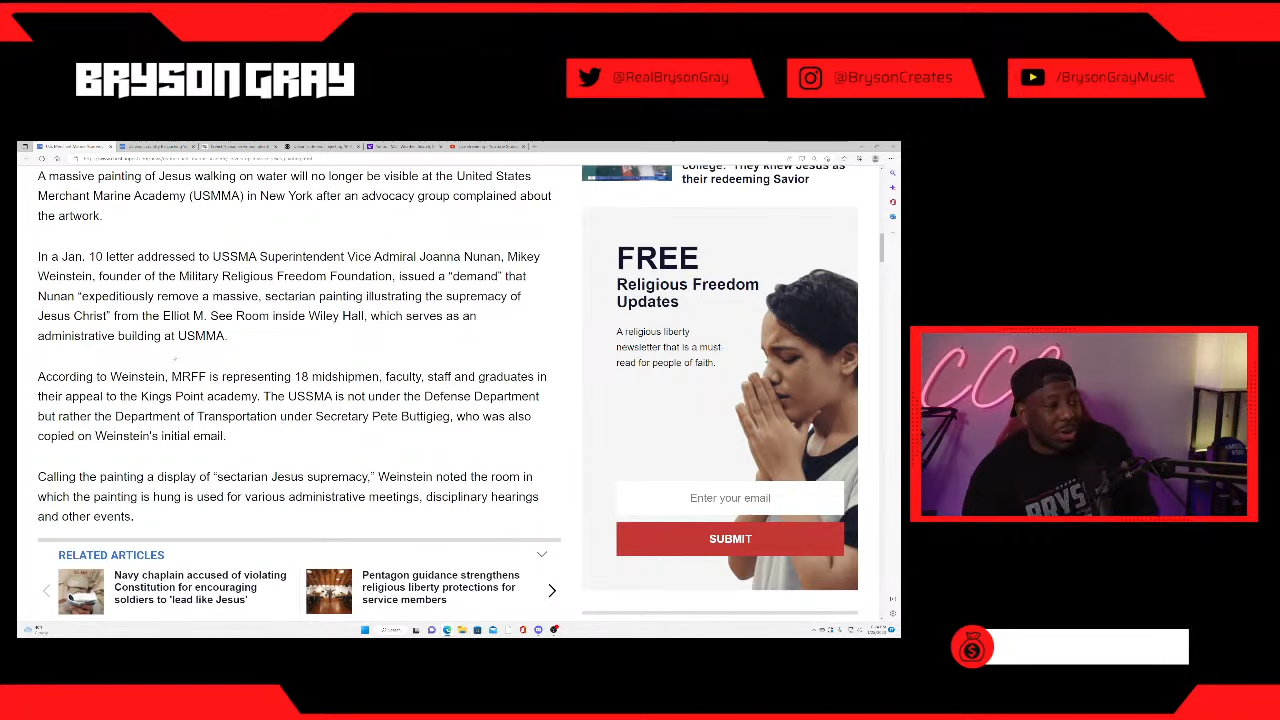 BRYSON GRAY
@RealBrysonGray
@BrysonCreates
/BrysonGrayMusic
A massive painting of Jesus walking on water will no longer be visible at the United States
Merchant Marine Academy (USMMA) in New York after an advocacy group complained about
the artwork.
In a Jan. 10 letter addressed to USSMA Superintendent Vice Admiral Joanna Nunan, Mikey
Weinstein, founder of the Military Religious Freedom Foundation, issued a “demand” that
Nunan “expeditiously remove a massive, sectarian painting illustrating the supremacy of
Jesus Christ” from the Elliot M. See Room inside Wiley Hall, which serves as an
administrative building at USMMA.
According to Weinstein, MRFF is representing 18 midshipmen, faculty, staff and graduates in
their appeal to the Kings Point academy. The USSMA is not under the Defense Department
but rather the Department of Transportation under Secretary Pete Buttigieg, who was also
copied on Weinstein's initial email.
Calling the painting a display of “sectarian Jesus supremacy,” Weinstein noted the room in
which the painting is hung is used for various administrative meetings, disciplinary hearings
and other events.
RELATED ARTICLES
Navy chaplain accused of violating
Constitution for encouraging
soldiers to 'lead like Jesus'
Pentagon guidance strengthens
religious liberty protections for
service members
college: 'They knew Jesus as
their redeeming Savior
FREE
Religious Freedom
Updates
A religious liberty
newsletter that is a must-
read for people of faith.
Enter your email
SUBMIT
CCC
BRYS